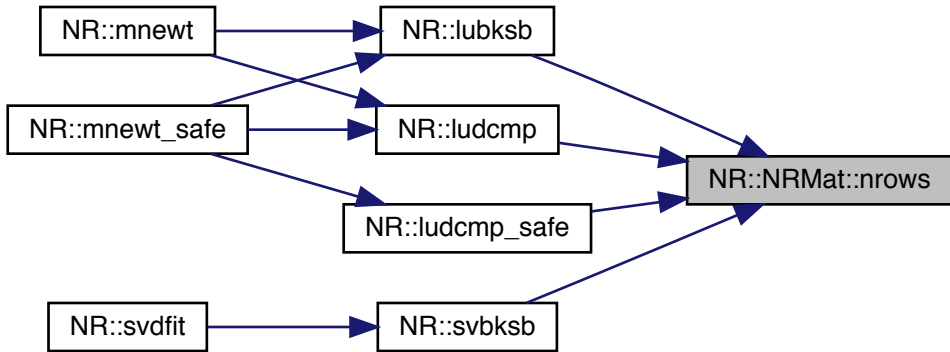 NR::mnewt
NR::lubksb
NR::mnewt_safe
NR::ludcmp
NR::NRMat::nrows
NR::ludcmp_safe
NR::svdfit
NR::svbksb